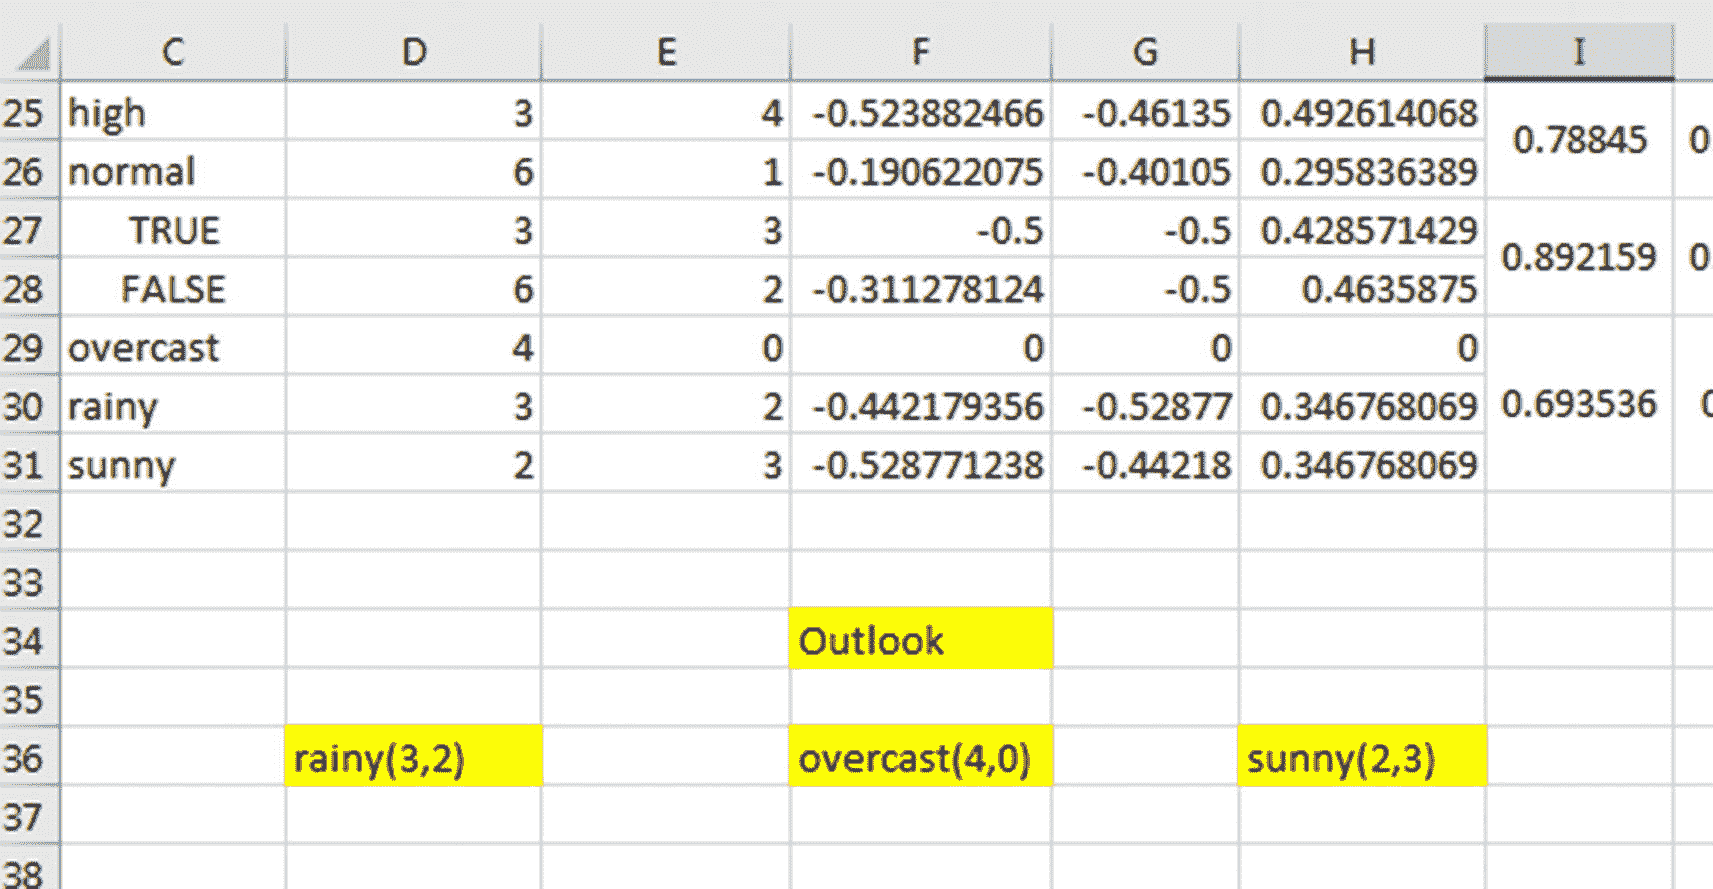 C D E F G H I
25 high 3 4 -0.523882466 -0.46135 0.492614068
0.78845 0
26 normal 6 1 -0.190622075 -0.40105 0.295836389
27 TRUE 3 3 -0.5 -0.5 0.428571429
0.892159 0
28 FALSE 6 2 -0.311278124 -0.5 0.4635875
29 overcast 4 0 0 0 0
30 rainy 3 2 -0.442179356 -0.52877 0.346768069 0.693536
31 sunny 2 3 -0.528771238 -0.44218 0.346768069
32
33
34 Outlook
35
36 rainy(3,2) overcast(4,0) sunny(2,3)
37
38